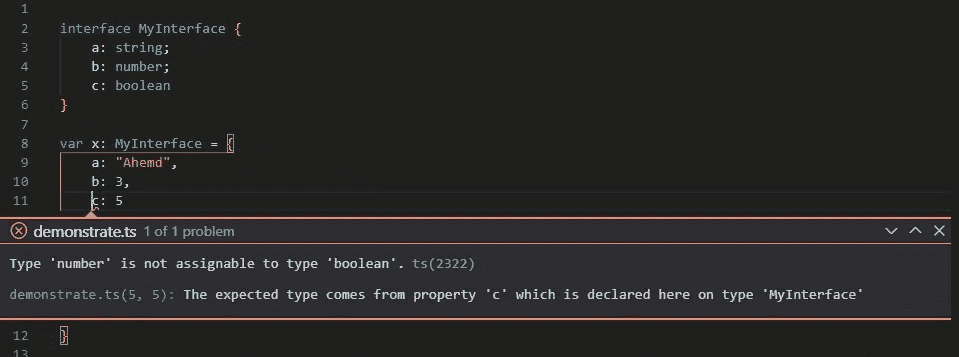 1
2 interface MyInterface {
3 a: string;
4 b: number;
5 c: boolean
6 }
7
8 var x: MyInterface = {
9 a: "Ahemd",
10 b: 3,
11 c: 5
demonstrate.ts 1 of 1 problem
Type 'number' is not assignable to type 'boolean'. ts(2322)
demonstrate.ts(5, 5): The expected type comes from property 'c' which is declared here on type 'MyInterface'
12 }
13